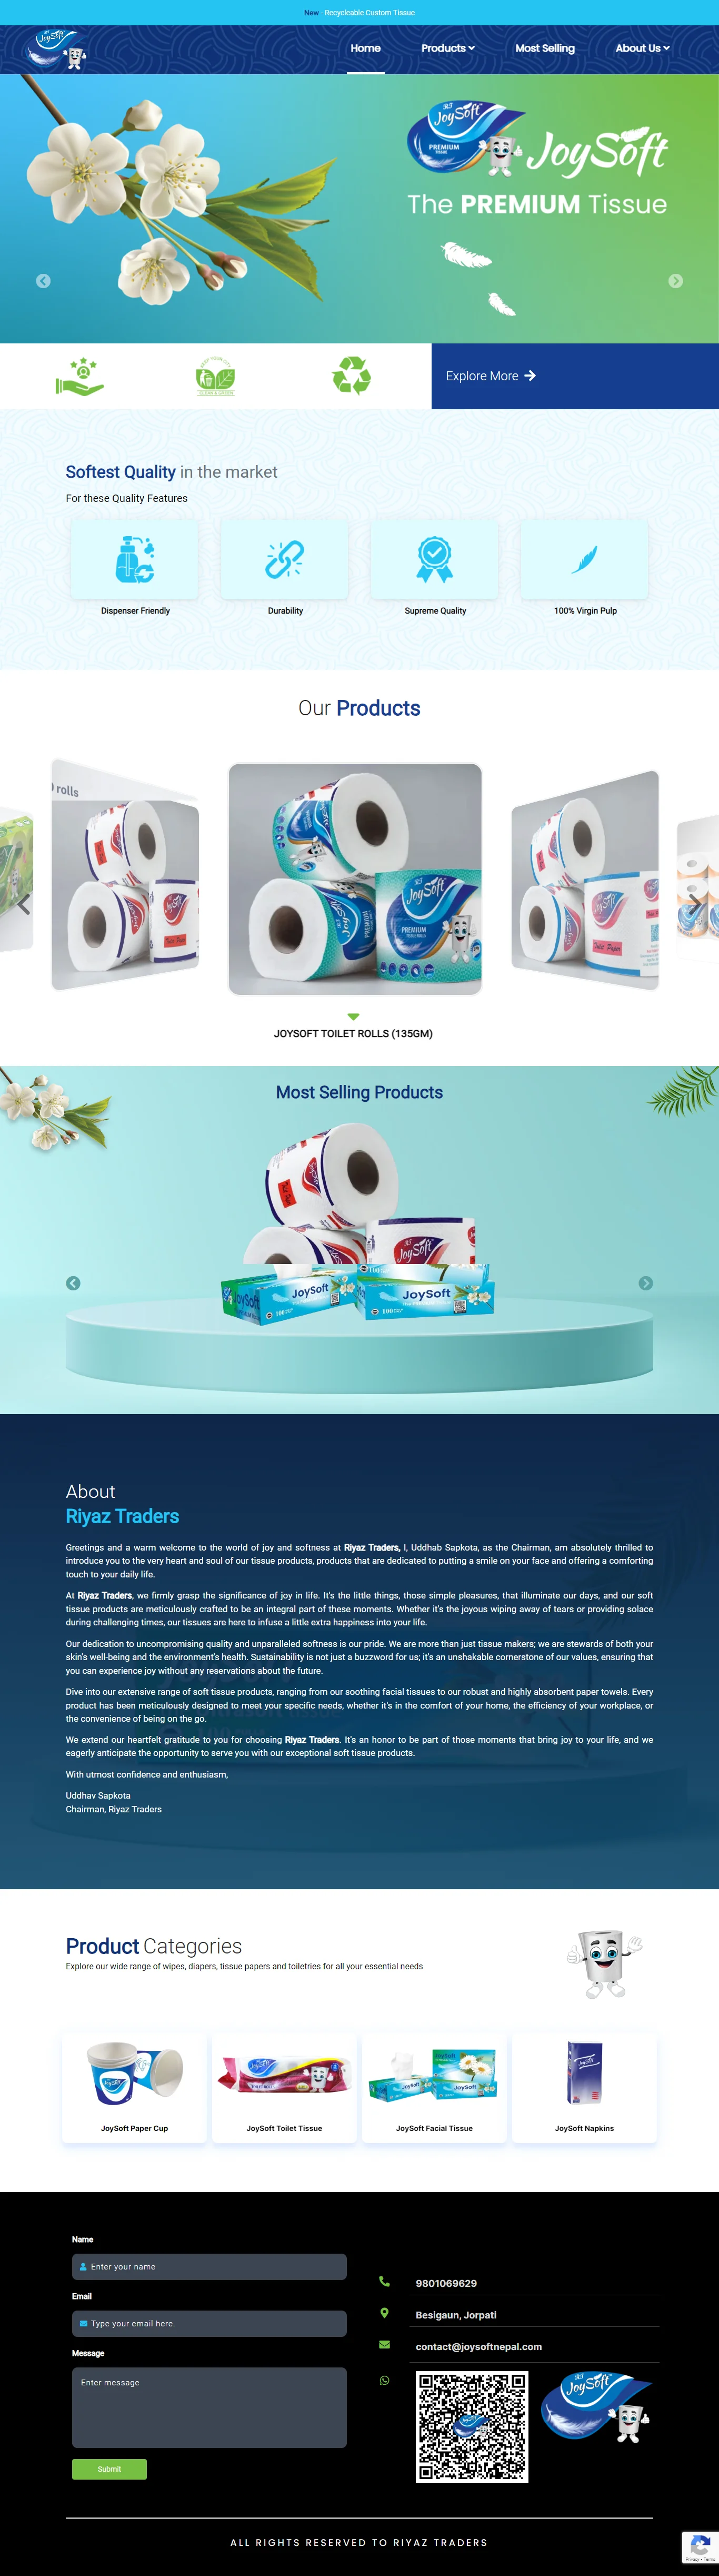 New - Recycleable Custom Tissue
JoySoft
Home
Products
Most Selling
About Us
JoySoft
PREMIUM
TISSUE
JoySoft
The PREMIUM Tissue
CLEAN & GREEN
Explore More
Softest Quality in the market
For these Quality Features
Dispenser Friendly
Durability
Supreme Quality
100% Virgin Pulp
Our Products
rolls
JoySoft
PREMIUM
Toilet Paper
JOYSOFT TOILET ROLLS (135GM)
Most Selling Products
JoySoft
JoySoft
JoySoft
100
100
About
Riyaz Traders
Greetings and a warm welcome to the world of joy and softness at Riyaz Traders, I, Uddhab Sapkota, as the Chairman, am absolutely thrilled to
introduce you to the very heart and soul of our tissue products, products that are dedicated to putting a smile on your face and offering a comforting
touch to your daily life.
At Riyaz Traders, we firmly grasp the significance of joy in life. It's the little things, those simple pleasures, that illuminate our days, and our soft
tissue products are meticulously crafted to be an integral part of these moments. Whether it's the joyous wiping away of tears or providing solace
during challenging times, our tissues are here to infuse a little extra happiness into your life.
Our dedication to uncompromising quality and unparalleled softness is our pride. We are more than just tissue makers; we are stewards of both your
skin's well-being and the environment's health. Sustainability is not just a buzzword for us; it's an unshakable cornerstone of our values, ensuring that
you can experience joy without any reservations about the future.
Dive into our extensive range of soft tissue products, ranging from our soothing facial tissues to our robust and highly absorbent paper towels. Every
product has been meticulously designed to meet your specific needs, whether it's in the comfort of your home, the efficiency of your workplace, or
the convenience of being on the go.
We extend our heartfelt gratitude to you for choosing Riyaz Traders. It's an honor to be part of those moments that bring joy to your life, and we
eagerly anticipate the opportunity to serve you with our exceptional soft tissue products.
With utmost confidence and enthusiasm,
Uddhav Sapkota
Chairman, Riyaz Traders
Product Categories
Explore our wide range of wipes, diapers, tissue papers and toiletries for all your essential needs
JoySoft Paper Cup
JoySoft Toilet Tissue
JoySoft Facial Tissue
JoySoft Napkins
Name
Enter your name
Email
Type your email here.
Message
Enter message
Submit
9801069629
Besigaun, Jorpati
contact@joysoftnepal.com
JoySoft
ALL RIGHTS RESERVED TO RIYAZ TRADERS
Privacy - Terms